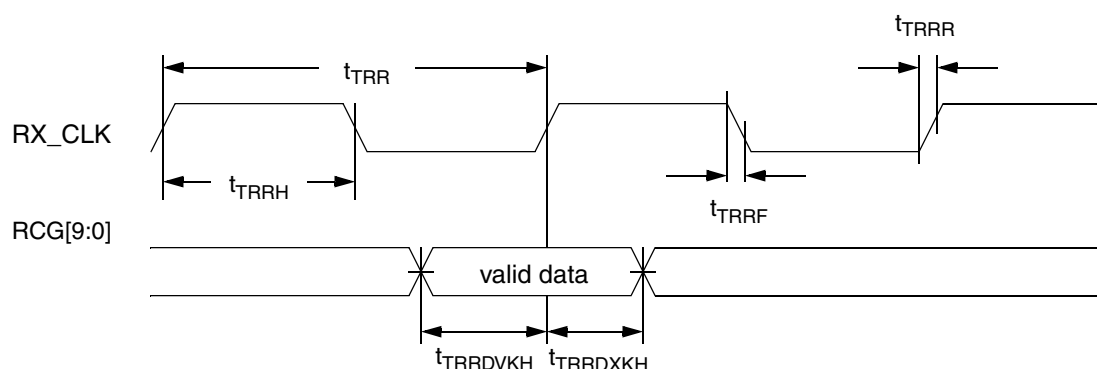 tTRRR
tTRR
RX_CLK
tTRRH
tTRRF
RCG[9:0]
valid data
tTRRDVKH tTRRDXKH